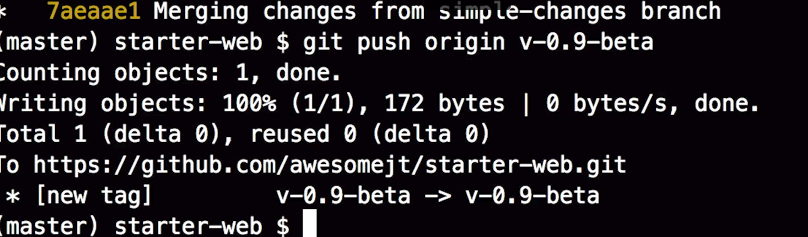 * 7aeaae1 Merging changes from simple-changes branch
(master) starter-web $ git push origin v-0.9-beta
Counting objects: 1, done.
Writing objects: 100% (1/1), 172 bytes | 0 bytes/s, done.
Total 1 (delta 0), reused 0 (delta 0)
To https://github.com/awesomejt/starter-web.git
* [new tag] v-0.9-beta -> v-0.9-beta
(master) starter-web $